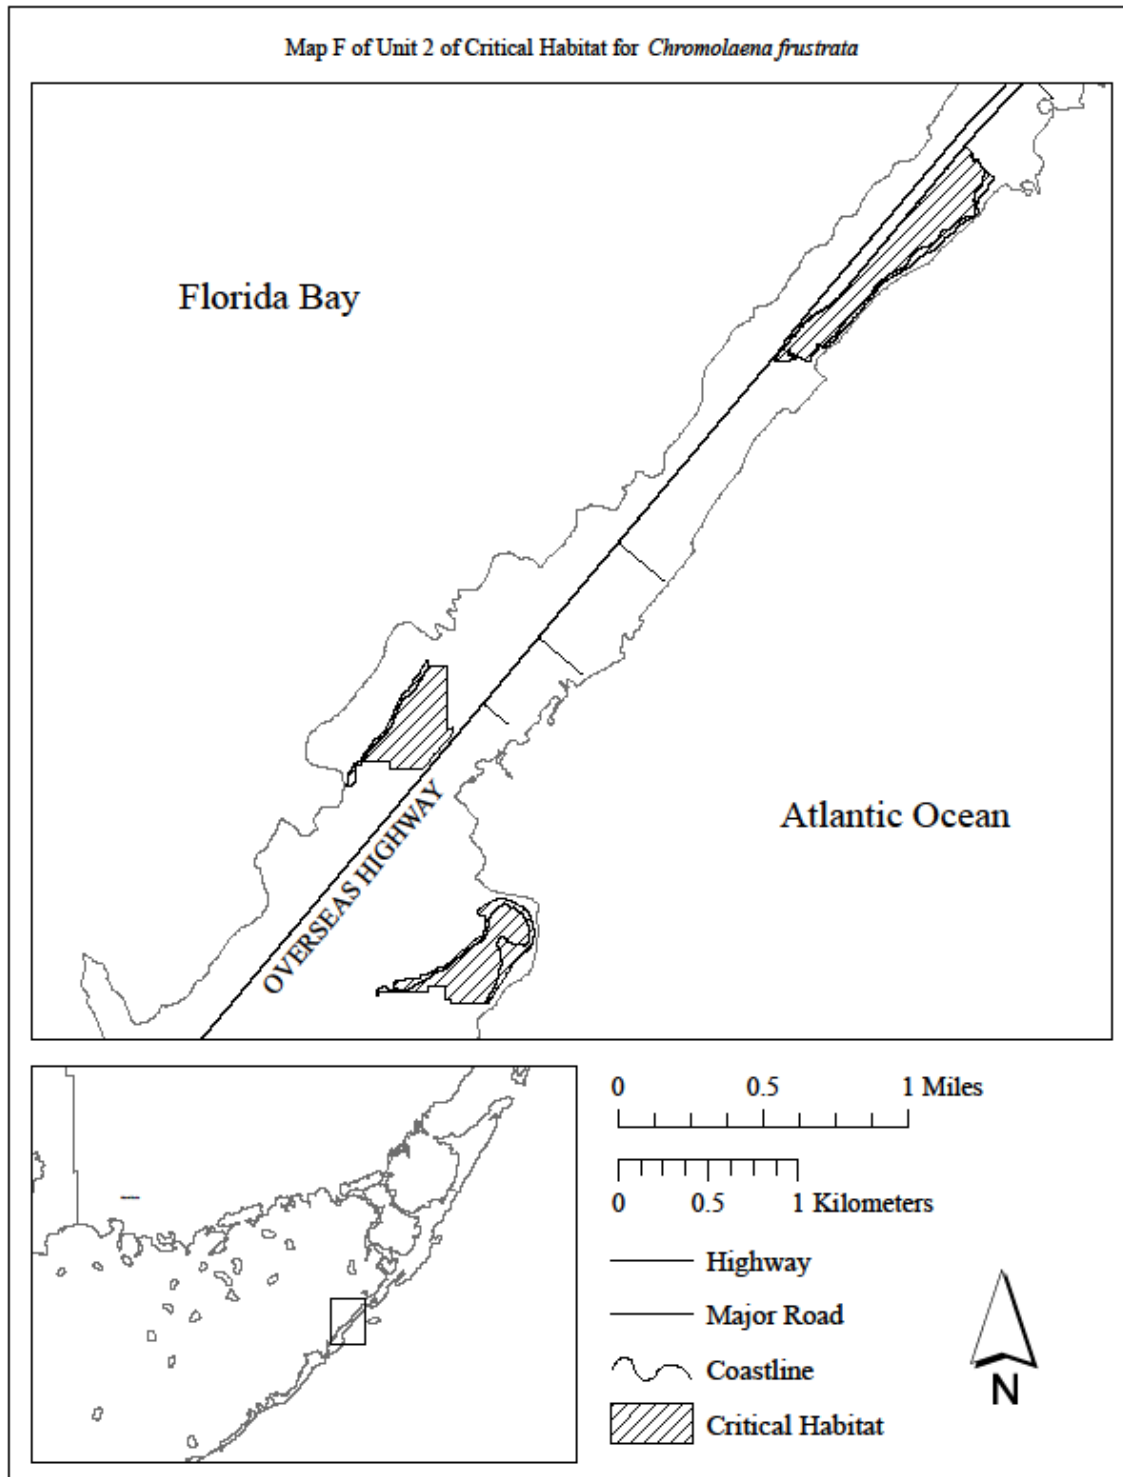 Map F of Unit 2 of Critical Habitat for Chromolaena frustrata
Florida Bay
Atlantic Ocean
OVERSEAS HIGHWAY
0 0.5 1 Miles
0 0.5 1 Kilometers
Highway
Major Road
Coastline
Critical Habitat
N